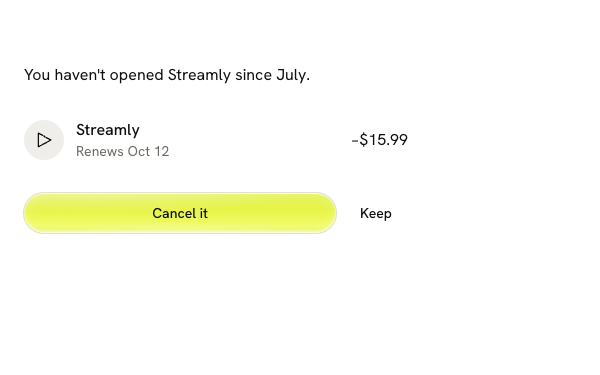 You haven't opened Streamly since July.
Streamly
Renews Oct 12
–$15.99
Cancel it
Keep